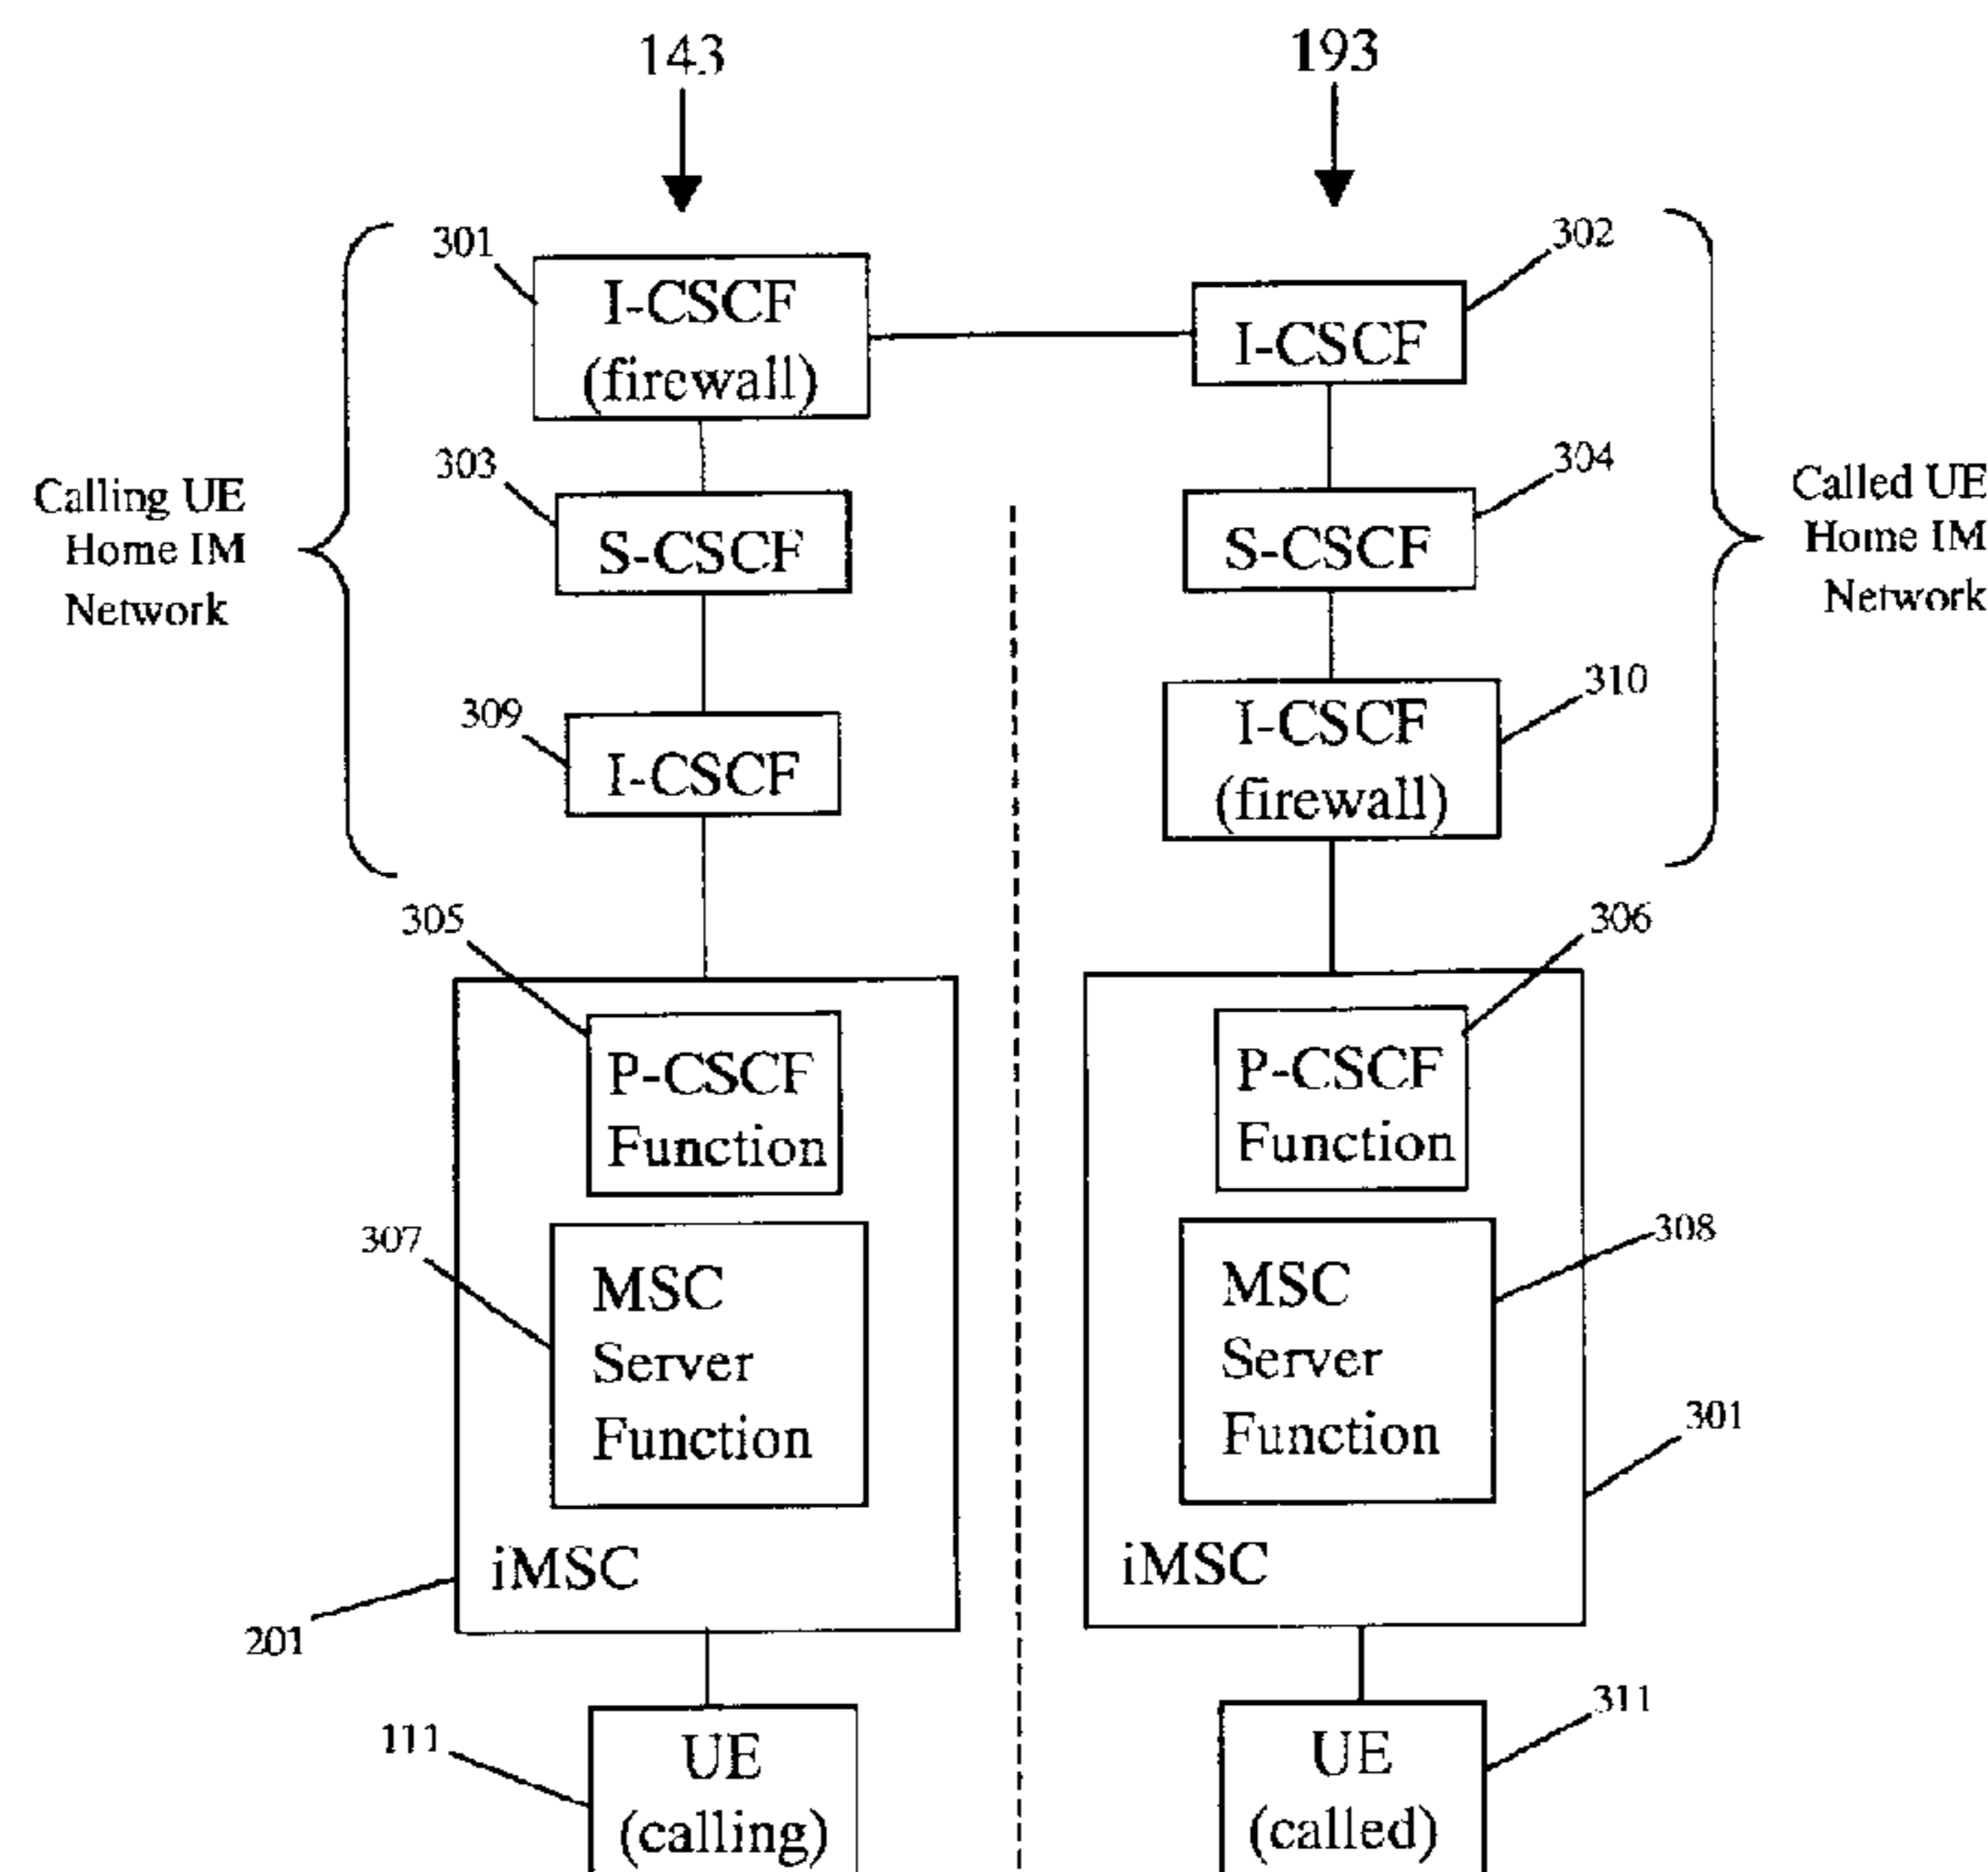 143
193
301
I-CSCF
(firewall)
302
I-CSCF
303
S-CSCF
304
S-CSCF
Calling UE
Home IM
Network
Called UE
Home IM
Network
309
I-CSCF
310
I-CSCF
(firewall)
305
P-CSCF
Function
306
P-CSCF
Function
307
MSC
Server
Function
308
MSC
Server
Function
301
iMSC
iMSC
201
111
UE
(calling)
311
UE
(called)